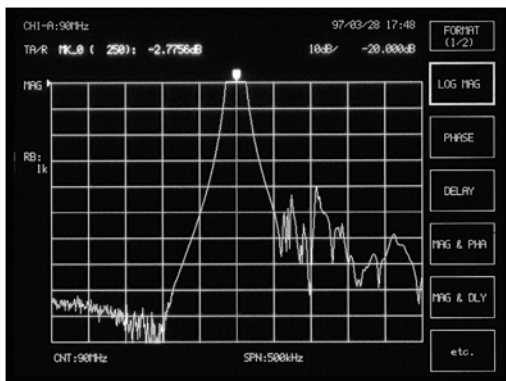 CH1-A:90MHz 97/03/28 17:48
TA/R MK_0 ( 250): -2.7756dB 10dB/ -20.000dB
MAG
RB:
1k
CNT:90MHz SPN:500kHz
FORMAT
(1/2)
LOG MAG
PHASE
DELAY
MAG & PHA
MAG & DLY
etc.